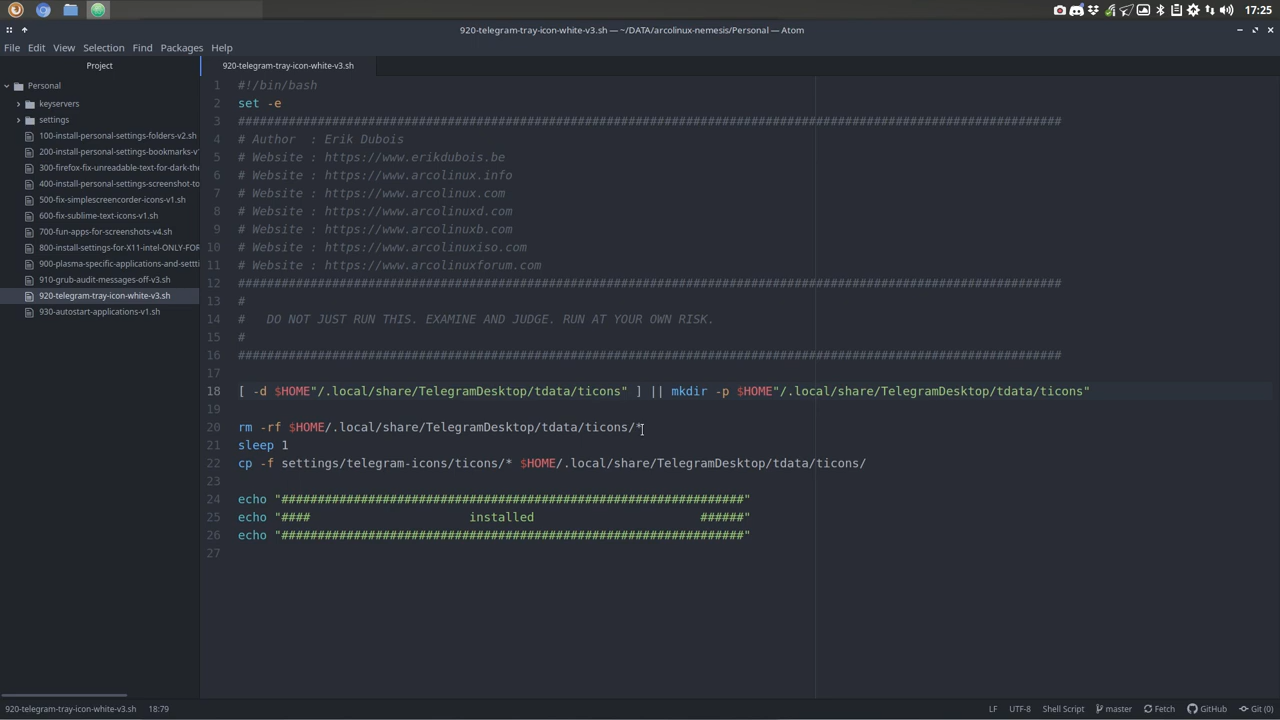 17:25
920-telegram-tray-icon-white-v3.sh — ~/DATA/arcolinux-nemesis/Personal — Atom
File Edit View Selection Find Packages Help
Project
920-telegram-tray-icon-white-v3.sh
Personal
keyservers
settings
100-install-personal-settings-folders-v2.sh
200-install-personal-settings-bookmarks-v
300-firefox-fix-unreadable-text-for-dark-the
400-install-personal-settings-screenshot-to
500-fix-simplescreencorder-icons-v1.sh
600-fix-sublime-text-icons-v1.sh
700-fun-apps-for-screenshots-v4.sh
800-install-settings-for-X11-intel-ONLY-FOR
900-plasma-specific-applications-and-settti
910-grub-audit-messages-off-v3.sh
920-telegram-tray-icon-white-v3.sh
930-autostart-applications-v1.sh
1 #!/bin/bash
2 set -e
3 ##################################################################################################################
4 # Author  : Erik Dubois
5 # Website : https://www.erikdubois.be
6 # Website : https://www.arcolinux.info
7 # Website : https://www.arcolinux.com
8 # Website : https://www.arcolinuxd.com
9 # Website : https://www.arcolinuxb.com
10 # Website : https://www.arcolinuxiso.com
11 # Website : https://www.arcolinuxforum.com
12 ##################################################################################################################
13 #
14 #   DO NOT JUST RUN THIS. EXAMINE AND JUDGE. RUN AT YOUR OWN RISK.
15 #
16 ##################################################################################################################
17
18 [ -d $HOME"/.local/share/TelegramDesktop/tdata/ticons" ] || mkdir -p $HOME"/.local/share/TelegramDesktop/tdata/ticons"
19
20 rm -rf $HOME/.local/share/TelegramDesktop/tdata/ticons/*
21 sleep 1
22 cp -f settings/telegram-icons/ticons/* $HOME/.local/share/TelegramDesktop/tdata/ticons/
23
24 echo "################################################################"
25 echo "####                      installed                       ######"
26 echo "################################################################"
27
920-telegram-tray-icon-white-v3.sh 18:79 LF UTF-8 Shell Script master Fetch GitHub Git (0)